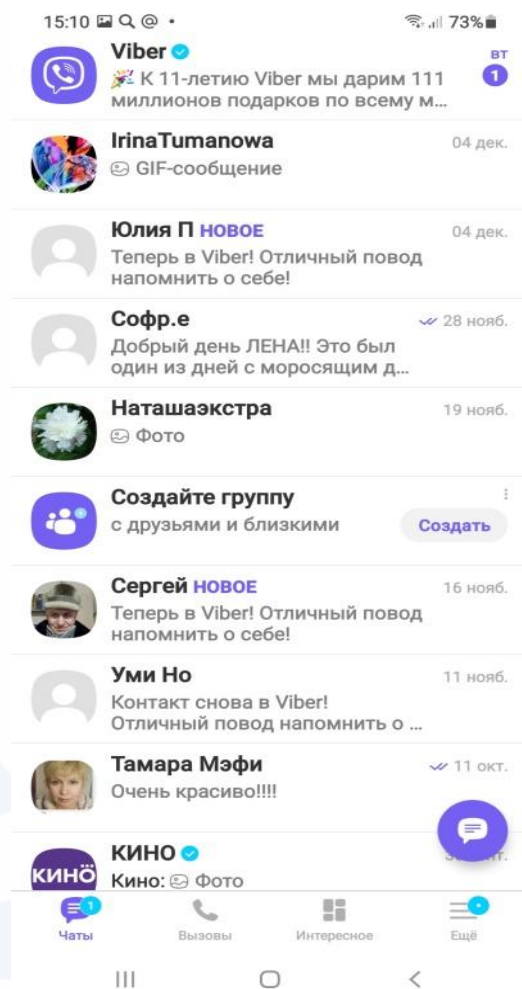 15:10 73%
Viber вт
🎉 К 11-летию Viber мы дарим 111 1
миллионов подарков по всему м...
IrinaTumanowa 04 дек.
GIF-сообщение
Юлия П НОВОЕ 04 дек.
Теперь в Viber! Отличный повод
напомнить о себе!
Софр.е 28 нояб.
Добрый день ЛЕНА!! Это был
один из дней с моросящим д...
Наташаэкстра 19 нояб.
Фото
Создайте группу
с друзьями и близкими Создать
Сергей НОВОЕ 16 нояб.
Теперь в Viber! Отличный повод
напомнить о себе!
Уми Но 11 нояб.
Контакт снова в Viber!
Отличный повод напомнить о ...
Тамара Мэфи 11 окт.
Очень красиво!!!!
КИНО
КИНО Кино: Фото
1
Чаты Вызовы Интересное Ещё